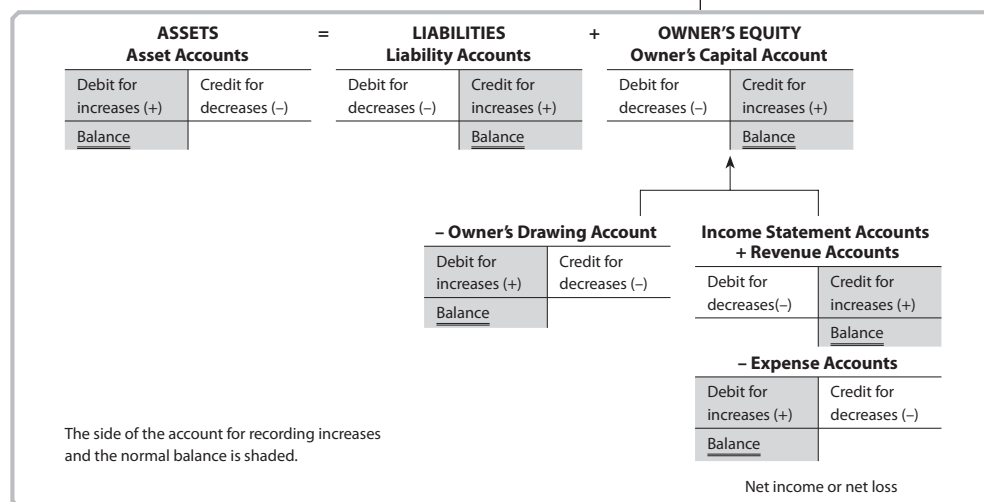 ASSETS = LIABILITIES + OWNER'S EQUITY
Asset Accounts Liability Accounts Owner's Capital Account
Debit for Credit for Debit for Credit for Debit for Credit for
increases (+) decreases (–) decreases (–) increases (+) decreases (–) increases (+)
Balance Balance Balance
– Owner's Drawing Account
Debit for Credit for
increases (+) decreases (–)
Balance
Income Statement Accounts
+ Revenue Accounts
Debit for Credit for
decreases(–) increases (+)
Balance
– Expense Accounts
Debit for Credit for
increases (+) decreases (–)
Balance
The side of the account for recording increases
and the normal balance is shaded.
Net income or net loss